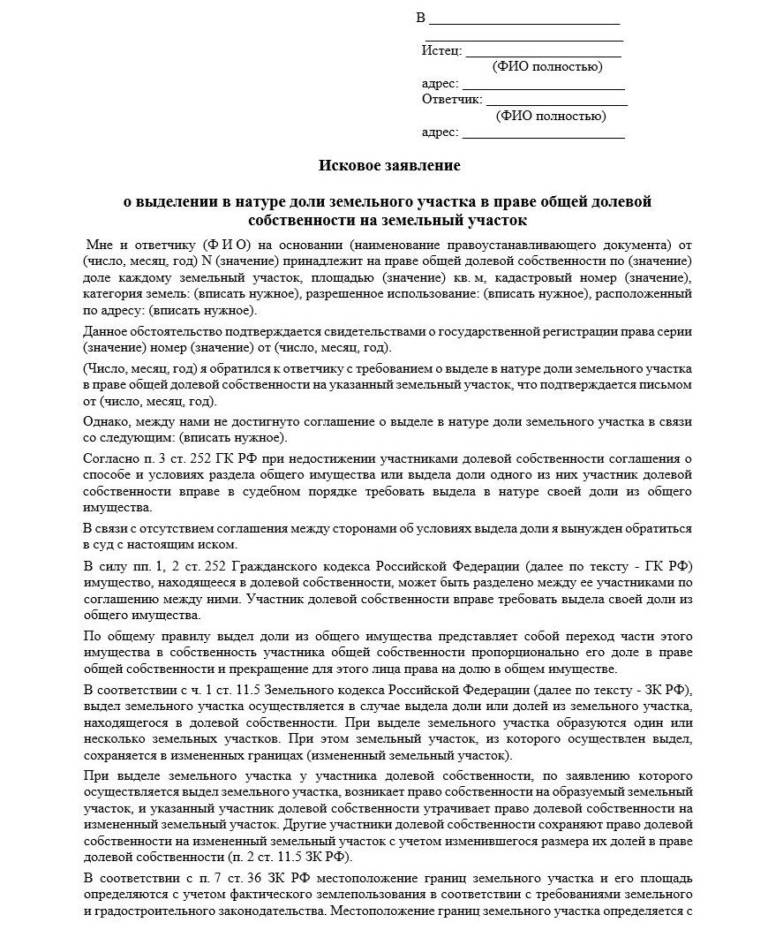 В ____________________________
____________________________
Истец: ______________________
(ФИО полностью)
адрес: _______________________
Ответчик: ____________________
(ФИО полностью)
адрес: _______________________
Исковое заявление
о выделении в натуре доли земельного участка в праве общей долевой
собственности на земельный участок
Мне и ответчику (Ф И О) на основании (наименование правоустанавливающего документа) от
(число, месяц, год) N (значение) принадлежит на праве общей долевой собственности по (значение)
доле каждому земельный участок, площадью (значение) кв. м, кадастровый номер (значение),
категория земель: (вписать нужное), разрешенное использование: (вписать нужное), расположенный
по адресу: (вписать нужное).
Данное обстоятельство подтверждается свидетельствами о государственной регистрации права серии
(значение) номер (значение) от (число, месяц, год).
(Число, месяц, год) я обратился к ответчику с требованием о выделе в натуре доли земельного участка
в праве общей долевой собственности на указанный земельный участок, что подтверждается письмом
от (число, месяц, год).
Однако, между нами не достигнуто соглашение о выделе в натуре доли земельного участка в связи
со следующим: (вписать нужное).
Согласно п. 3 ст. 252 ГК РФ при недостижении участниками долевой собственности соглашения о
способе и условиях раздела общего имущества или выдела доли одного из них участник долевой
собственности вправе в судебном порядке требовать выдела в натуре своей доли из общего
имущества.
В связи с отсутствием соглашения между сторонами об условиях выдела доли я вынужден обратиться
в суд с настоящим иском.
В силу пп. 1, 2 ст. 252 Гражданского кодекса Российской Федерации (далее по тексту - ГК РФ)
имущество, находящееся в долевой собственности, может быть разделено между ее участниками по
соглашению между ними. Участник долевой собственности вправе требовать выдела своей доли из
общего имущества.
По общему правилу выдел доли из общего имущества представляет собой переход части этого
имущества в собственность участника общей собственности пропорционально его доле в праве
общей собственности и прекращение для этого лица права на долю в общем имуществе.
В соответствии с ч. 1 ст. 11.5 Земельного кодекса Российской Федерации (далее по тексту - ЗК РФ),
выдел земельного участка осуществляется в случае выдела доли или долей из земельного участка,
находящегося в долевой собственности. При выделе земельного участка образуются один или
несколько земельных участков. При этом земельный участок, из которого осуществлен выдел,
сохраняется в измененных границах (измененный земельный участок).
При выделе земельного участка у участника долевой собственности, по заявлению которого
осуществляется выдел земельного участка, возникает право собственности на образуемый земельный
участок, и указанный участник долевой собственности утрачивает право долевой собственности на
измененный земельный участок. Другие участники долевой собственности сохраняют право долевой
собственности на измененный земельный участок с учетом изменившегося размера их долей в праве
долевой собственности (п. 2 ст. 11.5 ЗК РФ).
В соответствии с п. 7 ст. 36 ЗК РФ местоположение границ земельного участка и его площадь
определяются с учетом фактического землепользования в соответствии с требованиями земельного
и градостроительного законодательства. Местоположение границ земельного участка определяется с